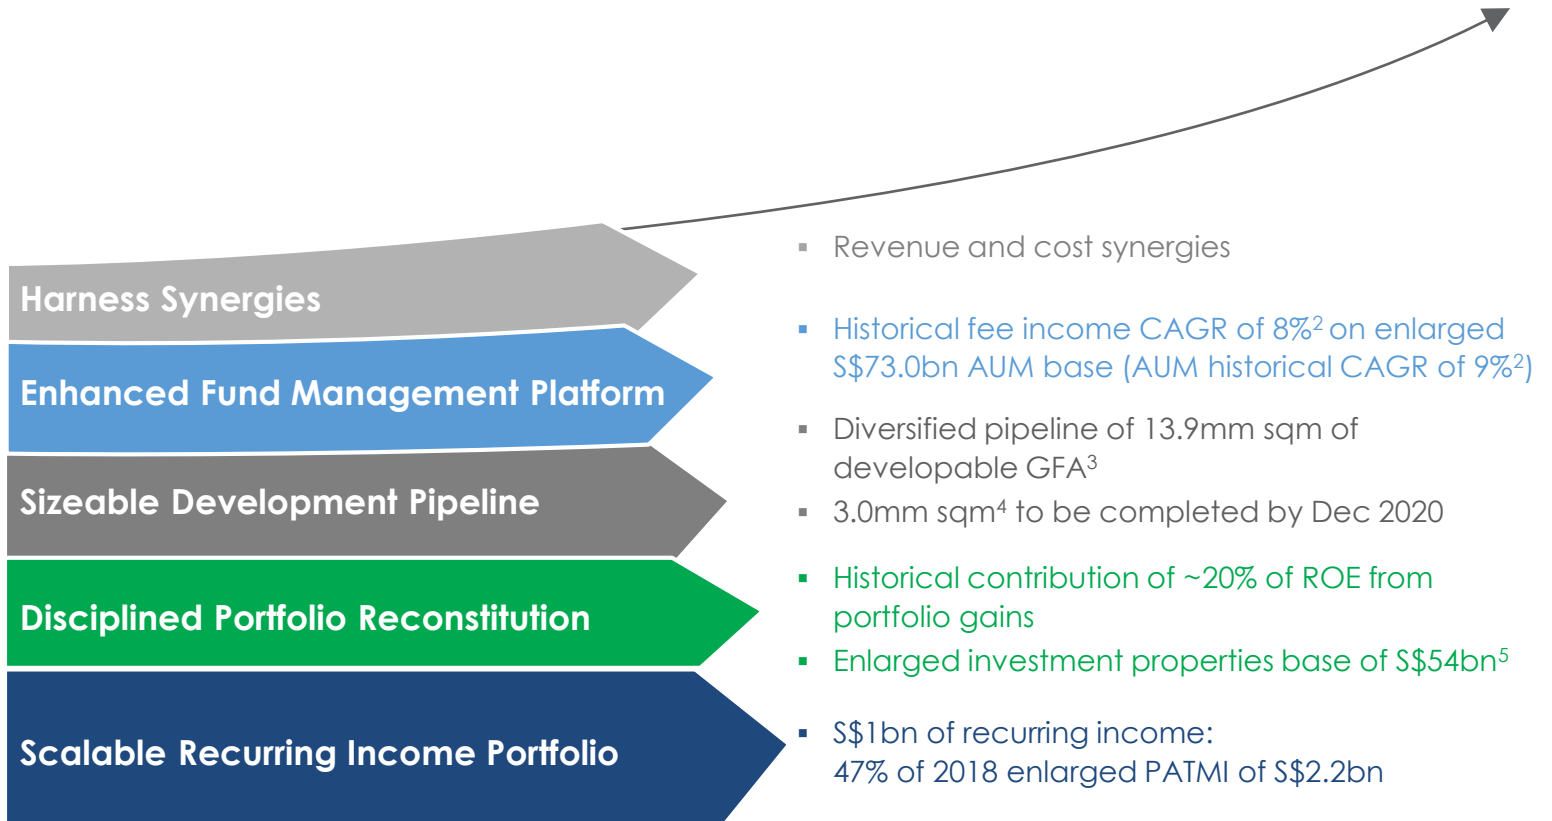 Harness Synergies
▪ Revenue and cost synergies
Enhanced Fund Management Platform
▪ Historical fee income CAGR of 8%² on enlarged
S$73.0bn AUM base (AUM historical CAGR of 9%²)
Sizeable Development Pipeline
▪ Diversified pipeline of 13.9mm sqm of
developable GFA³
▪ 3.0mm sqm⁴ to be completed by Dec 2020
Disciplined Portfolio Reconstitution
▪ Historical contribution of ~20% of ROE from
portfolio gains
▪ Enlarged investment properties base of S$54bn⁵
Scalable Recurring Income Portfolio
▪ S$1bn of recurring income:
47% of 2018 enlarged PATMI of S$2.2bn